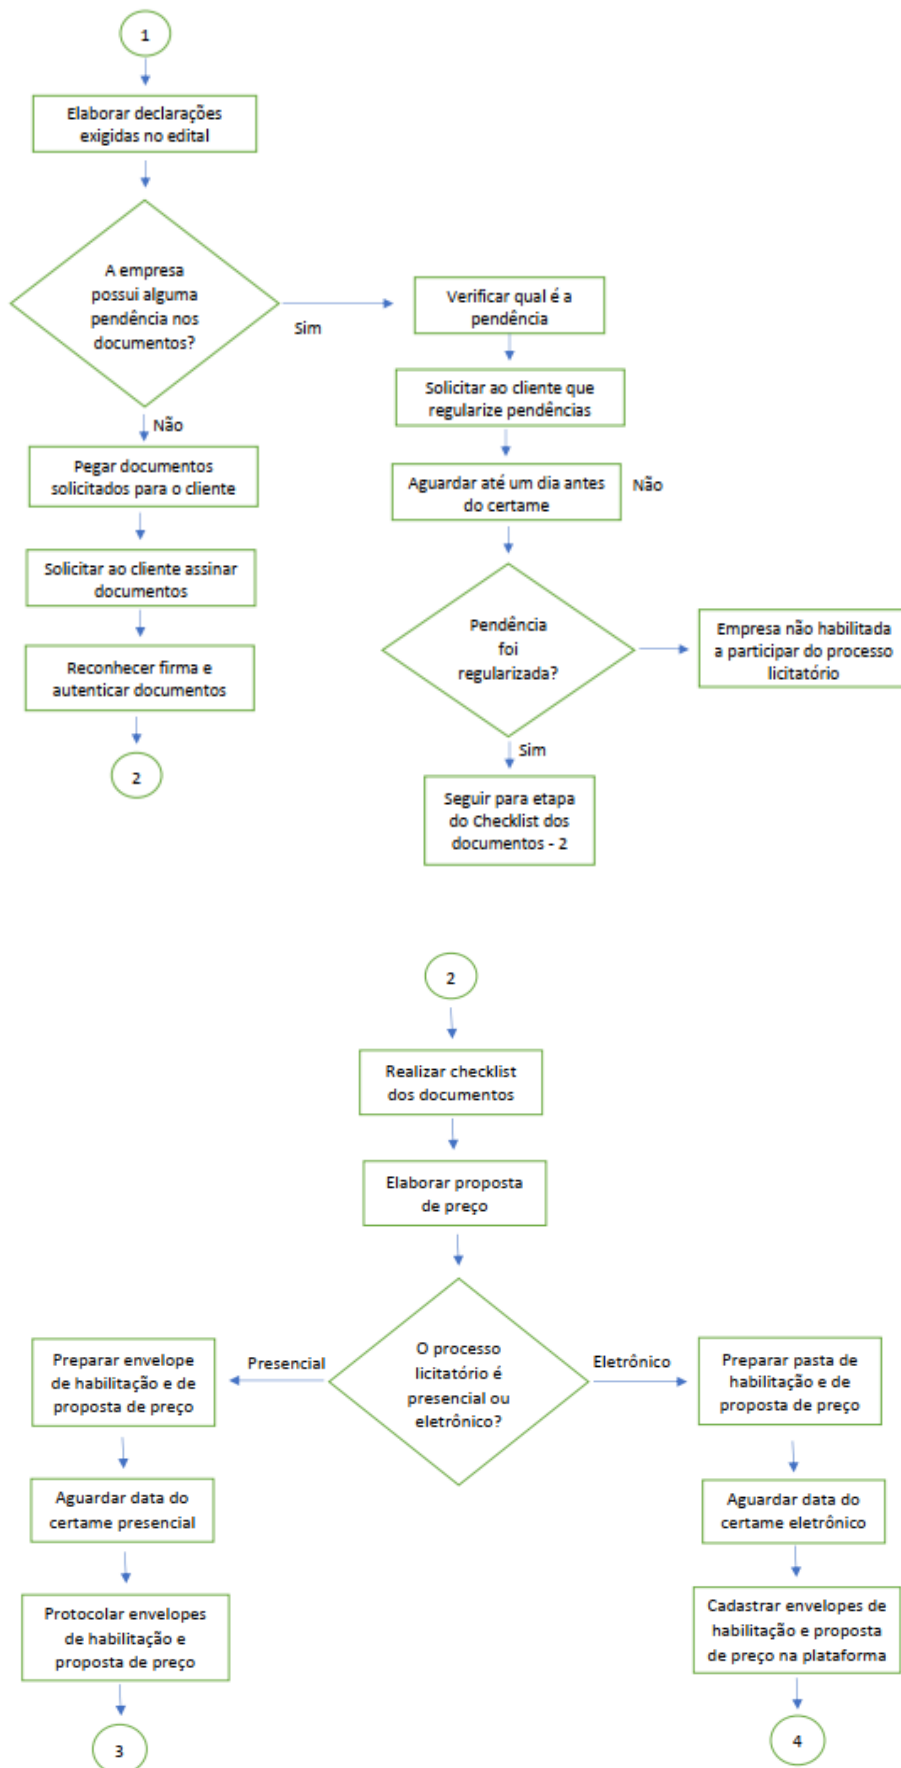 1
Elaborar declarações
exigidas no edital
A empresa
possui alguma
pendência nos
documentos?
Sim
Não
Verificar qual é a
pendência
Solicitar ao cliente que
regularize pendências
Aguardar até um dia antes
do certame
Não
Pegar documentos
solicitados para o cliente
Solicitar ao cliente assinar
documentos
Reconhecer firma e
autenticar documentos
2
Pendência
foi
regularizada?
Empresa não habilitada
a participar do processo
licitatório
Sim
Seguir para etapa
do Checklist dos
documentos - 2
2
Realizar checklist
dos documentos
Elaborar proposta
de preço
O processo
licitatório é
presencial ou
eletrônico?
Presencial
Eletrônico
Preparar envelope
de habilitação e de
proposta de preço
Aguardar data do
certame presencial
Protocolar envelopes
de habilitação e
proposta de preço
3
Preparar pasta de
habilitação e de
proposta de preço
Aguardar data do
certame eletrônico
Cadastrar envelopes de
habilitação e proposta
de preço na plataforma
4